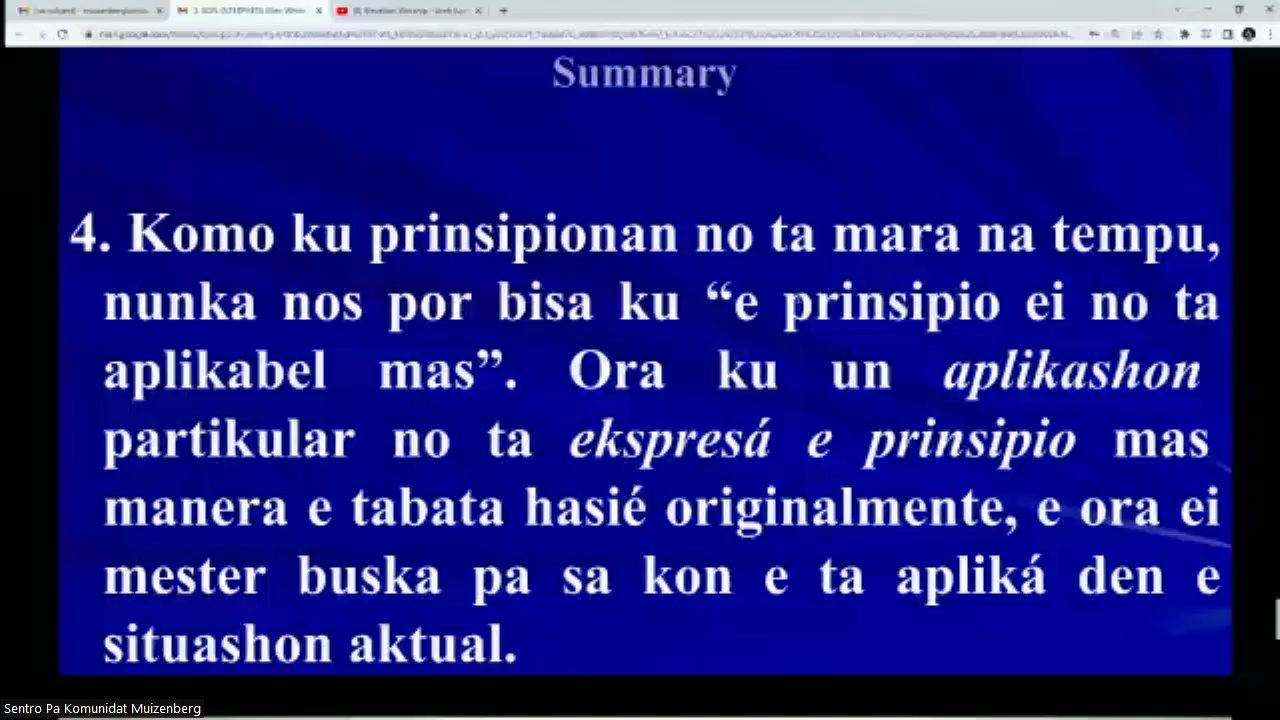 Summary
4. Komo ku prinsipionan no ta mara na tempu,
nunka nos por bisa ku “e prinsipio ei no ta
aplikabel mas”. Ora ku un aplikashon
partikular no ta ekspresá e prinsipio mas
manera e tabata hasié originalmente, e ora ei
mester buska pa sa kon e ta apliká den e
situashon aktual.
Sentro Pa Komunidat Muizenberg